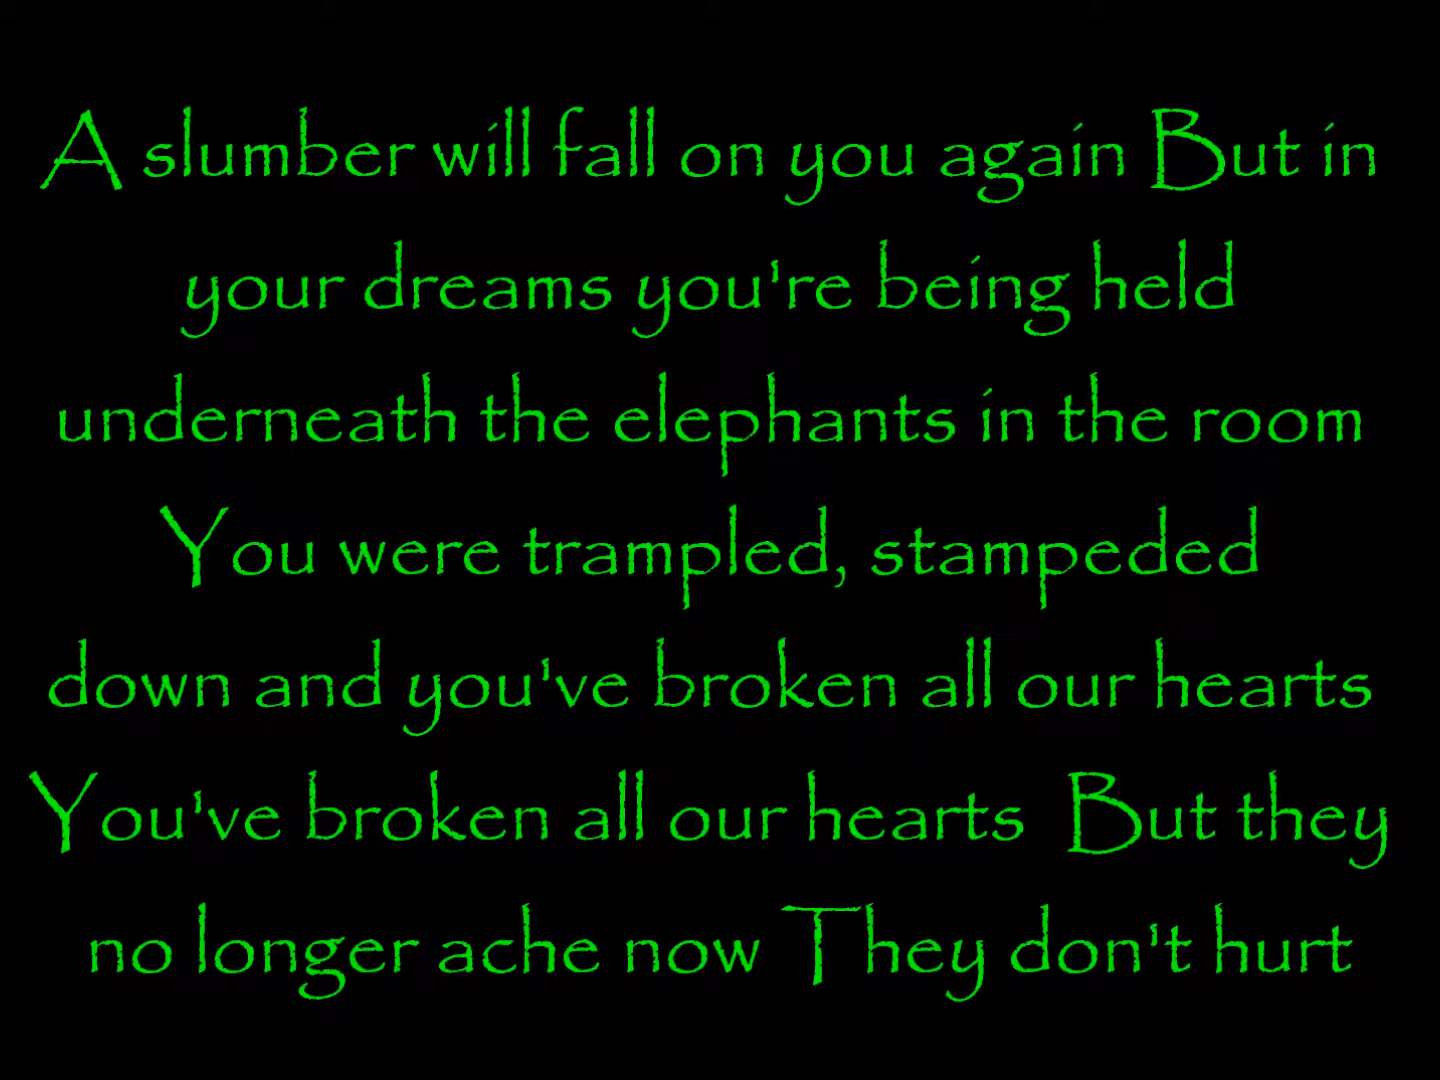 A slumber will fall on you again But in
your dreams you're being held
underneath the elephants in the room
You were trampled, stampeded
down and you've broken all our hearts
You've broken all our hearts  But they
no longer ache now They don't hurt